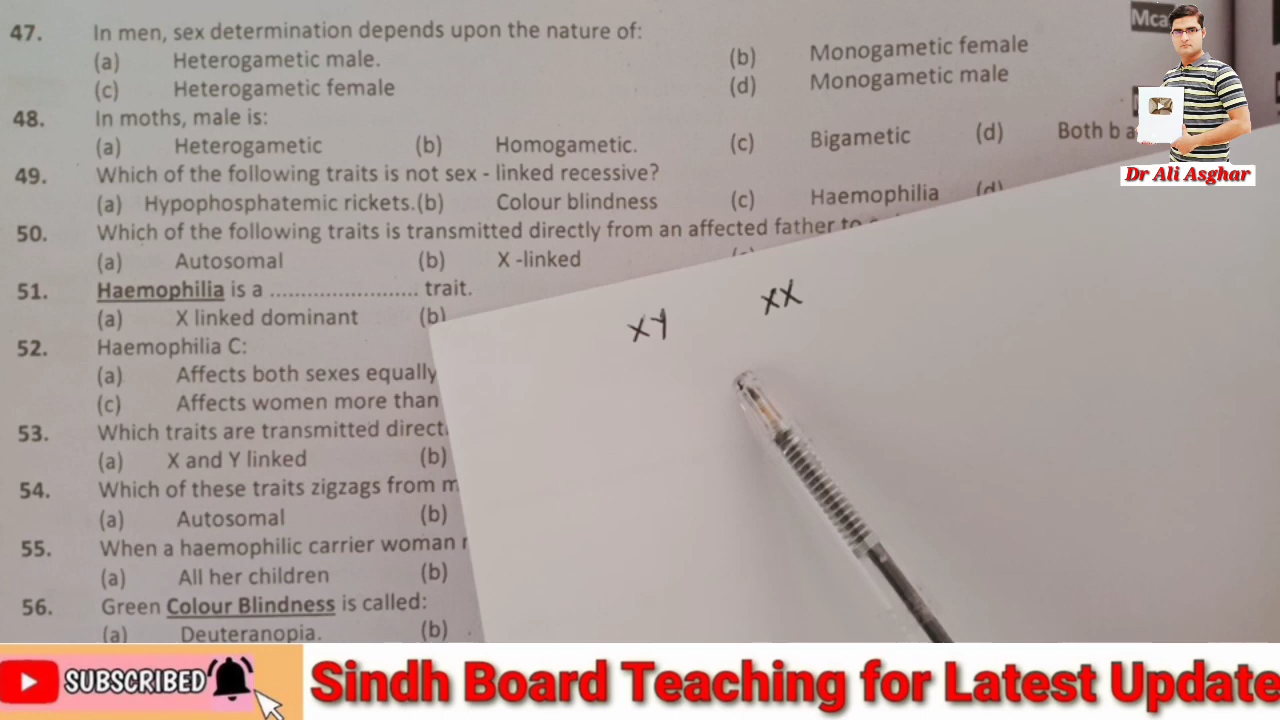 47. In men, sex determination depends upon the nature of:
(a) Heterogametic male. (b) Monogametic female
(c) Heterogametic female (d) Monogametic male
48. In moths, male is:
(a) Heterogametic (b) Homogametic. (c) Bigametic (d) Both b
49. Which of the following traits is not sex - linked recessive?
(a) Hypophosphatemic rickets.(b) Colour blindness (c) Haemophilia (d)
50. Which of the following traits is transmitted directly from an affected father to
(a) Autosomal (b) X -linked
51. Haemophilia is a ........................ trait.
(a) X linked dominant (b)
52. Haemophilia C:
(a) Affects both sexes equally
(c) Affects women more than
53. Which traits are transmitted
(a) X and Y linked (b)
54. Which of these traits zigzags from
(a) Autosomal (b)
55. When a haemophilic carrier woman
(a) All her children (b)
56. Green Colour Blindness is called:
(a) Deuteranopia. (b)
XY XX
Dr Ali Asghar
SUBSCRIBED
Sindh Board Teaching for Latest Update